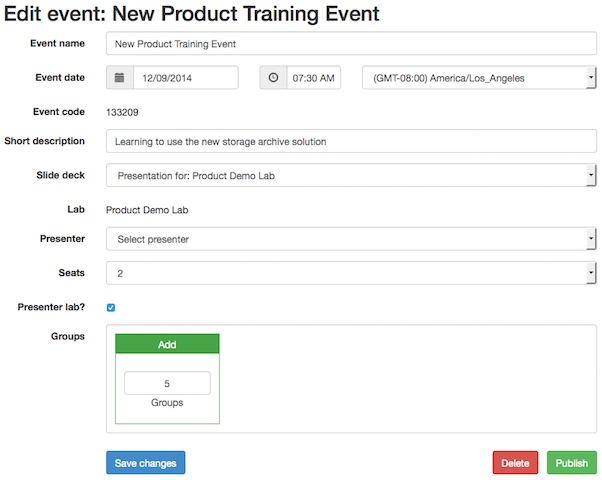 Edit event: New Product Training Event
Event name New Product Training Event
Event date 12/09/2014 07:30 AM (GMT-08:00) America/Los_Angeles
Event code 133209
Short description Learning to use the new storage archive solution
Slide deck Presentation for: Product Demo Lab
Lab Product Demo Lab
Presenter Select presenter
Seats 2
Presenter lab?
Groups
Add
5
Groups
Save changes Delete Publish